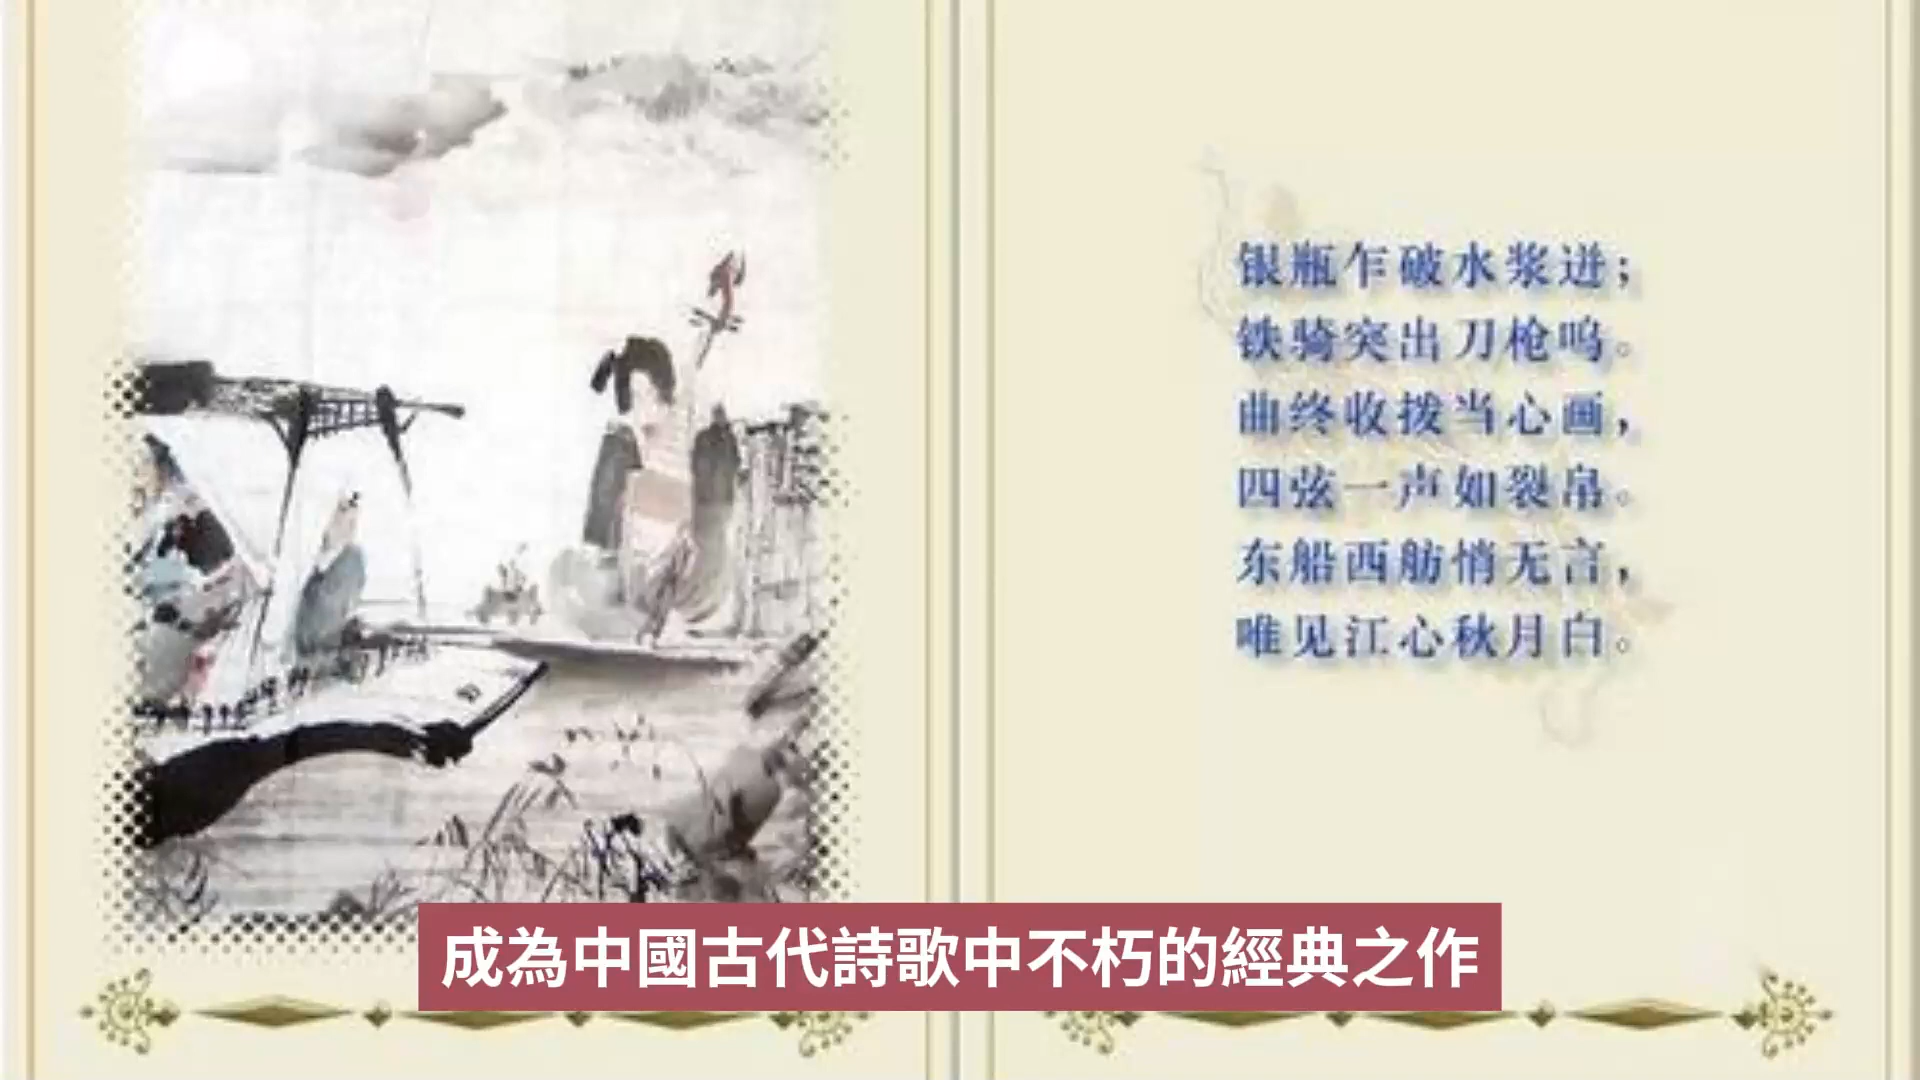 银瓶乍破水浆迸；
铁骑突出刀枪鸣。
曲终收拨当心画，
四弦一声如裂帛。
东船西舫悄无言，
唯见江心秋月白。
成為中國古代詩歌中不朽的經典之作